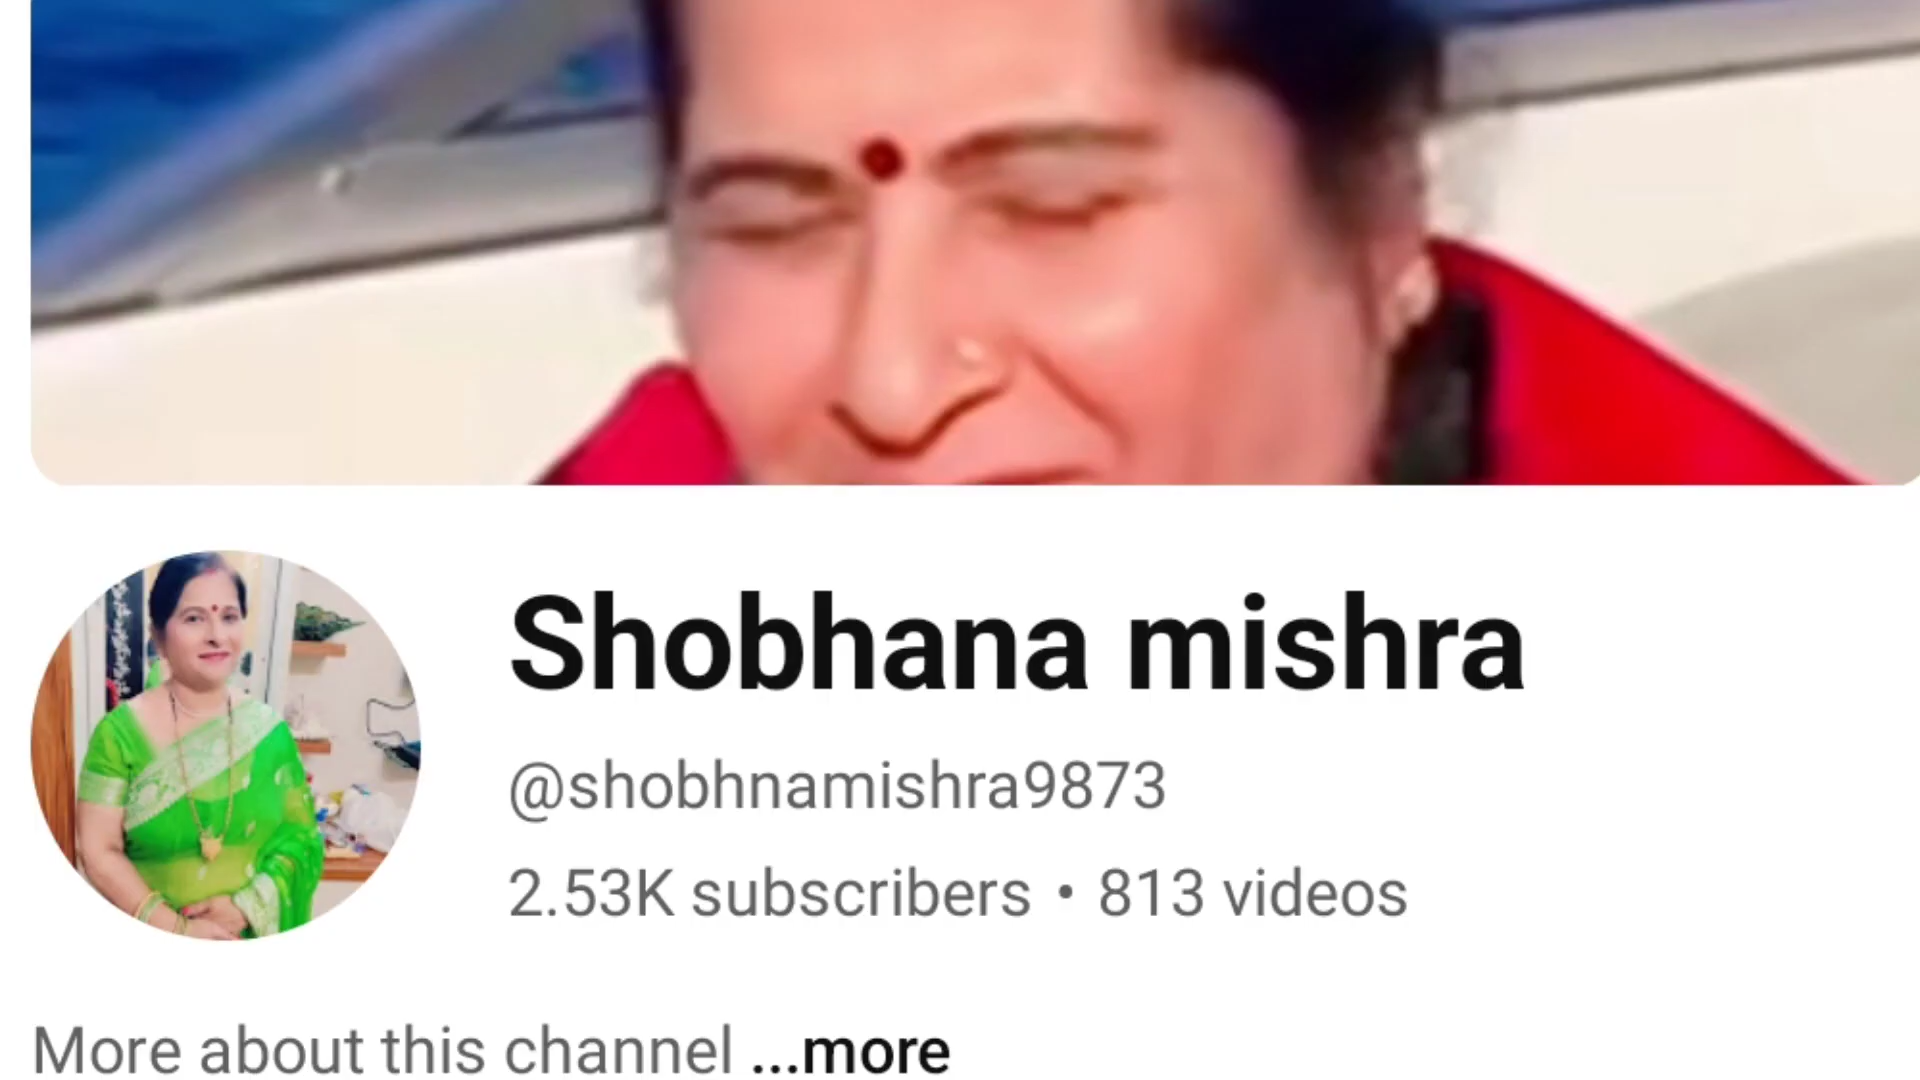 Shobhana mishra
@shobhnamishra9873
2.53K subscribers • 813 videos
More about this channel ...more